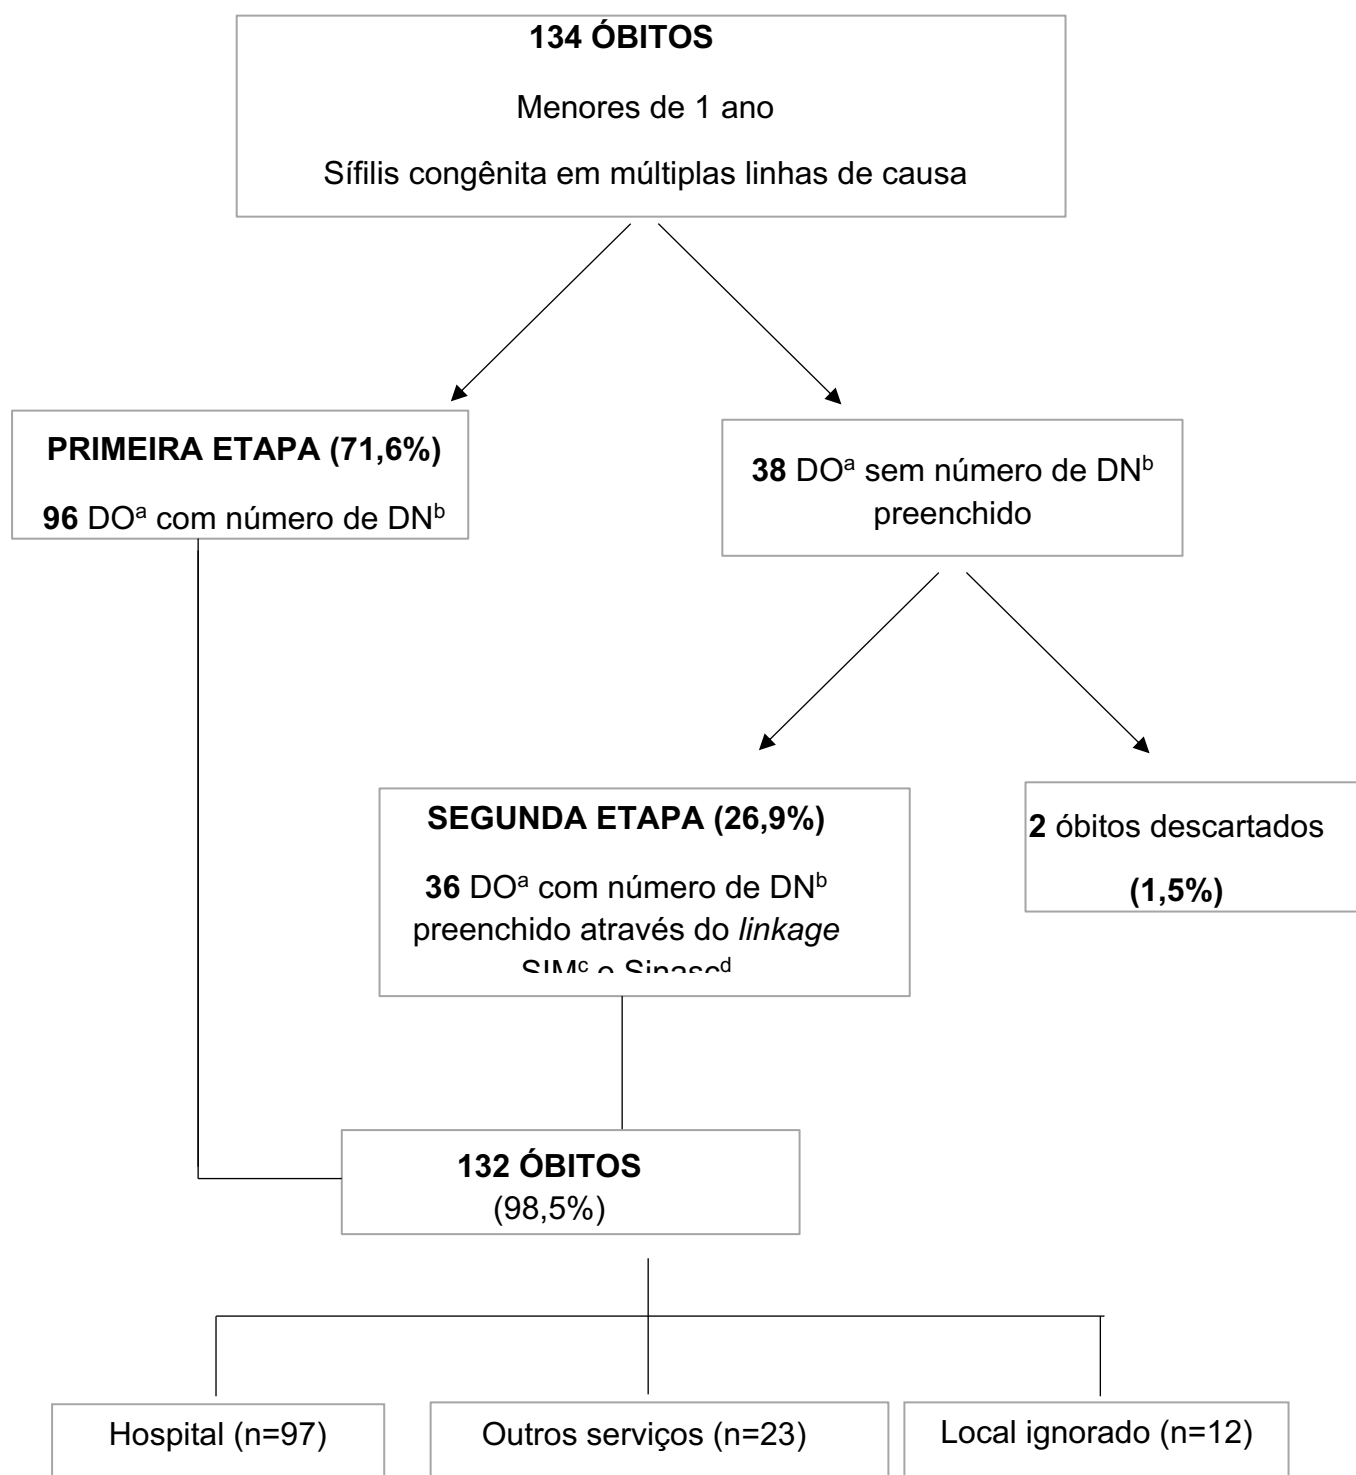 134 ÓBITOS
Menores de 1 ano
Sífilis congênita em múltiplas linhas de causa
PRIMEIRA ETAPA (71,6%)
96 DOᵃ com número de DNᵇ
38 DOᵃ sem número de DNᵇ
preenchido
SEGUNDA ETAPA (26,9%)
36 DOᵃ com número de DNᵇ
preenchido através do linkage
SIMᶜ e Sinascᵈ
2 óbitos descartados
(1,5%)
132 ÓBITOS
(98,5%)
Hospital (n=97)
Outros serviços (n=23)
Local ignorado (n=12)